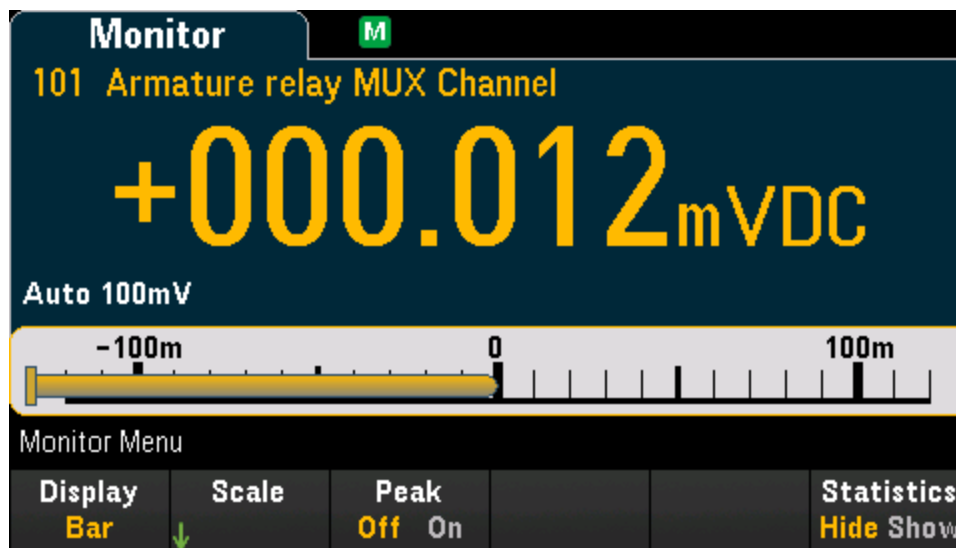 Monitor M
101 Armature relay MUX Channel
+000.012mVDC
Auto 100mV
-100m 0 100m
Monitor Menu
Display Scale Peak Statistics
Bar Off On Hide Show